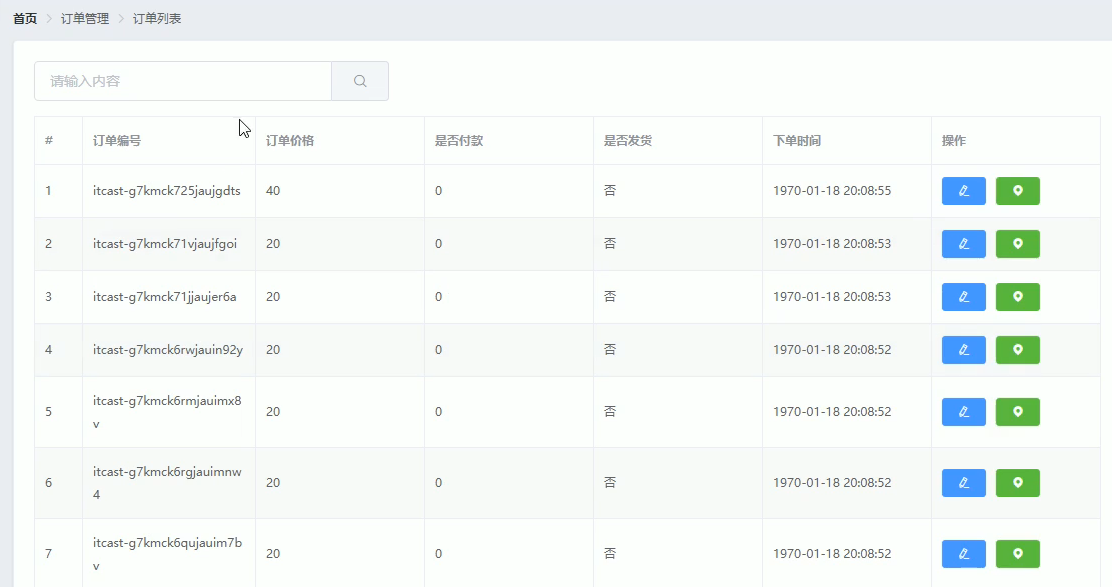 首页 > 订单管理 > 订单列表
请输入内容
# 订单编号 订单价格 是否付款 是否发货 下单时间 操作
1 itcast-g7kmck725jaujgdts 40 0 否 1970-01-18 20:08:55
2 itcast-g7kmck71vjaujfgoi 20 0 否 1970-01-18 20:08:53
3 itcast-g7kmck71jjaujer6a 20 0 否 1970-01-18 20:08:53
4 itcast-g7kmck6rwjauin92y 20 0 否 1970-01-18 20:08:52
5 itcast-g7kmck6rmjauimx8 20 0 否 1970-01-18 20:08:52
v
6 itcast-g7kmck6rgjauimnw 20 0 否 1970-01-18 20:08:52
4
7 itcast-g7kmck6qujauim7b 20 0 否 1970-01-18 20:08:52
v